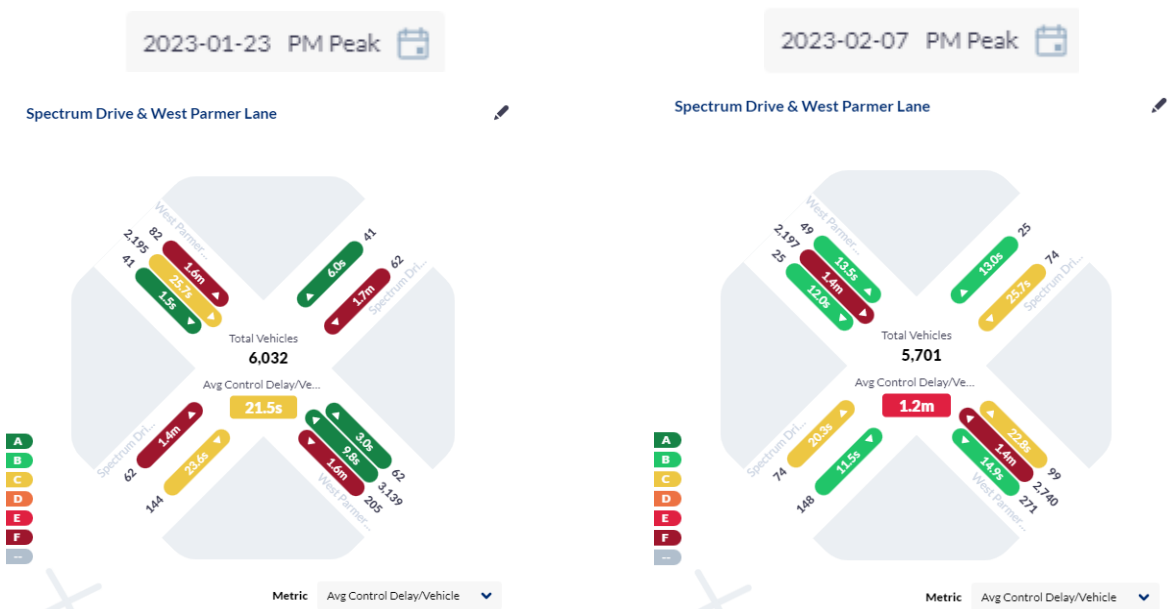 2023-01-23 PM Peak
Spectrum Drive & West Parmer Lane
West Parmer...
82
2,195
41
1.6m
25.7s
1.5s
41
62
6.0s
1.7m
Spectrum Dri...
Total Vehicles
6,032
Avg Control Delay/Ve...
21.5s
Spectrum Dri...
1.4m
23.6s
62
144
3.0s
9.8s
1.6m
62
3,139
205
West Parmer...
A
B
C
D
E
F
--
Metric Avg Control Delay/Vehicle
2023-02-07 PM Peak
Spectrum Drive & West Parmer Lane
West Parmer...
49
2,197
25
13.5s
1.4m
12.0s
25
74
13.0s
25.7s
Spectrum Dri...
Total Vehicles
5,701
Avg Control Delay/Ve...
1.2m
Spectrum Dri...
20.3s
11.5s
74
148
22.8s
1.4m
14.9s
99
2,740
271
West Parmer...
A
B
C
D
E
F
--
Metric Avg Control Delay/Vehicle